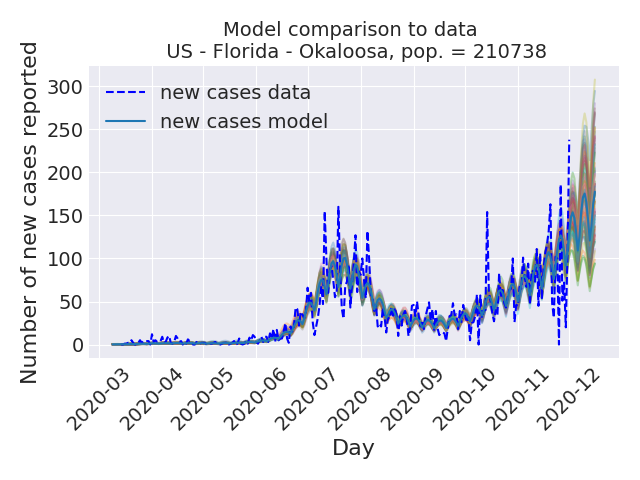 Model comparison to data
US - Florida - Okaloosa, pop. = 210738
Number of new cases reported
300
250
200
150
100
50
0
new cases data
new cases model
2020-03
2020-04
2020-05
2020-06
2020-07
2020-08
2020-09
2020-10
2020-11
2020-12
Day